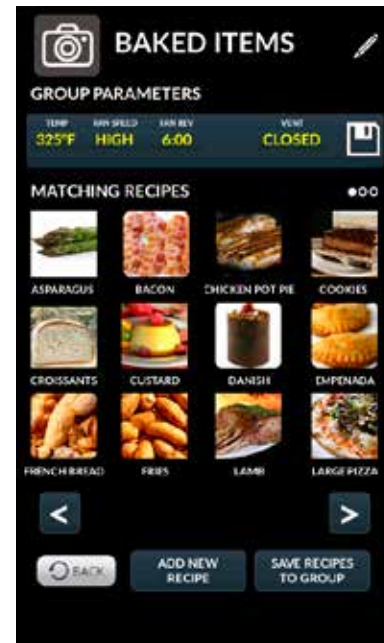 BAKED ITEMS
GROUP PARAMETERS
TEMP FAN SPEED FAN REV VENT
325°F HIGH 6:00 CLOSED
MATCHING RECIPES
ASPARAGUS BACON CHICKEN POT PIE COOKIES
CROISSANTS CUSTARD DANISH EMPENADA
FRENCH BREAD FRIES LAMB LARGE PIZZA
< >
BACK ADD NEW RECIPE SAVE RECIPES TO GROUP